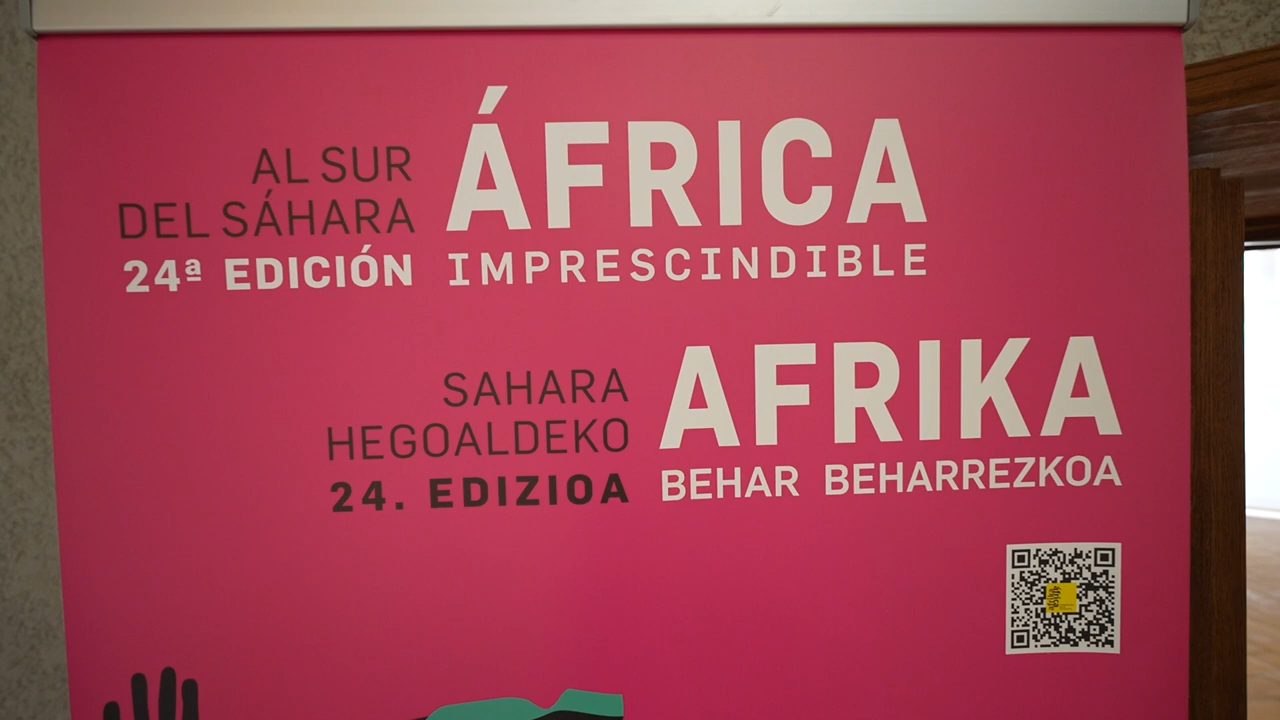 AL SUR
DEL SÁHARA
24ª EDICIÓN
ÁFRICA
IMPRESCINDIBLE
SAHARA
HEGOALDEKO
24. EDIZIOA
AFRIKA
BEHAR BEHARREZKOA